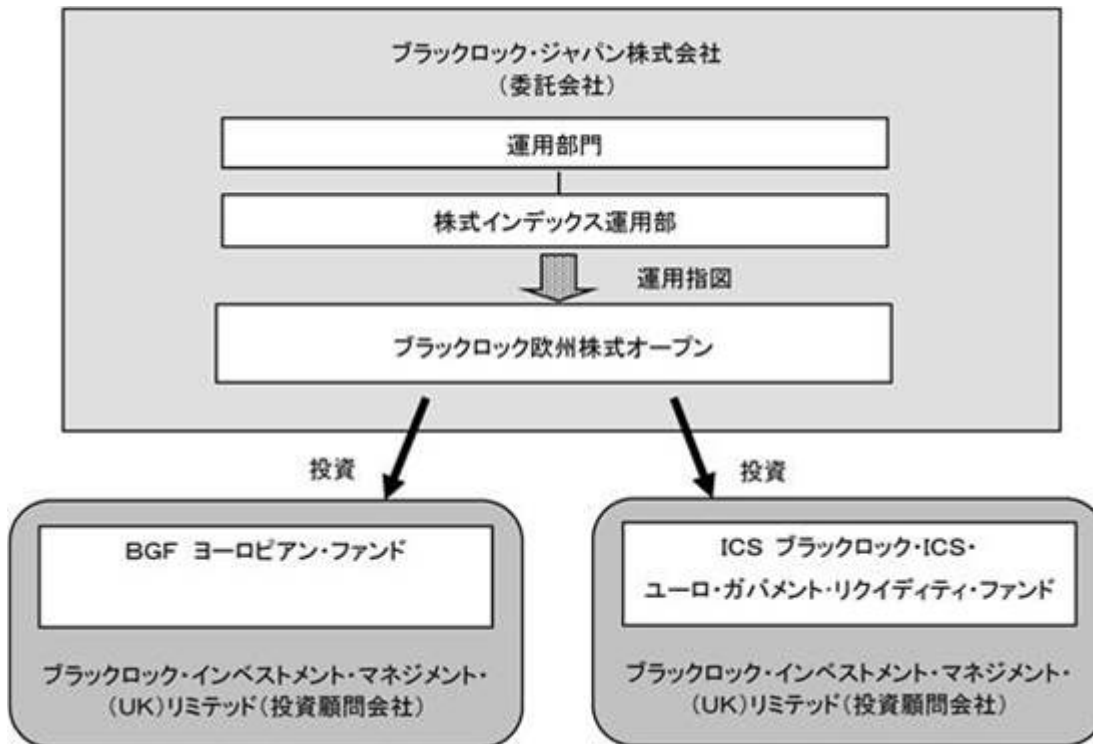 ブラックロック・ジャパン株式会社
(委託会社)
運用部門
株式インデックス運用部
運用指図
ブラックロック欧州株式オープン
投資
投資
BGF ヨーロピアン・ファンド
ブラックロック・インベストメント・マネジメント・
(UK)リミテッド(投資顧問会社)
ICS ブラックロック・ICS・
ユーロ・ガバメント・リクイディティ・ファンド
ブラックロック・インベストメント・マネジメント・
(UK)リミテッド(投資顧問会社)